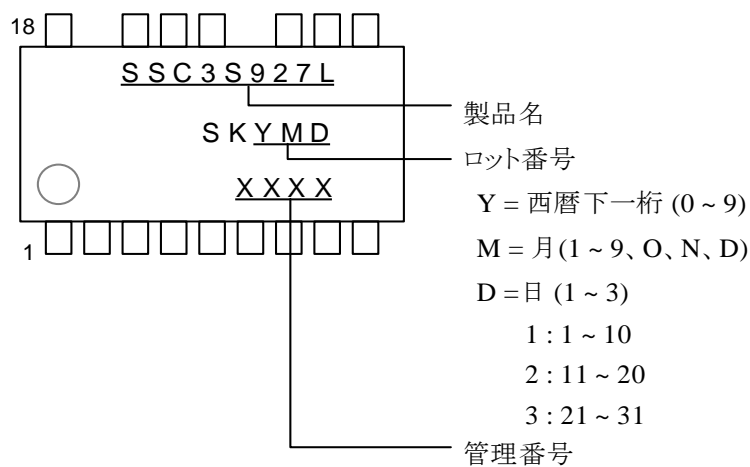 18
SSC3S927L
製品名
SKYMD
ロット番号
XXXX
Y = 西暦下一桁 (0 ~ 9)
1
M = 月(1 ~ 9、O、N、D)
D =日 (1 ~ 3)
1 : 1 ~ 10
2 : 11 ~ 20
3 : 21 ~ 31
管理番号